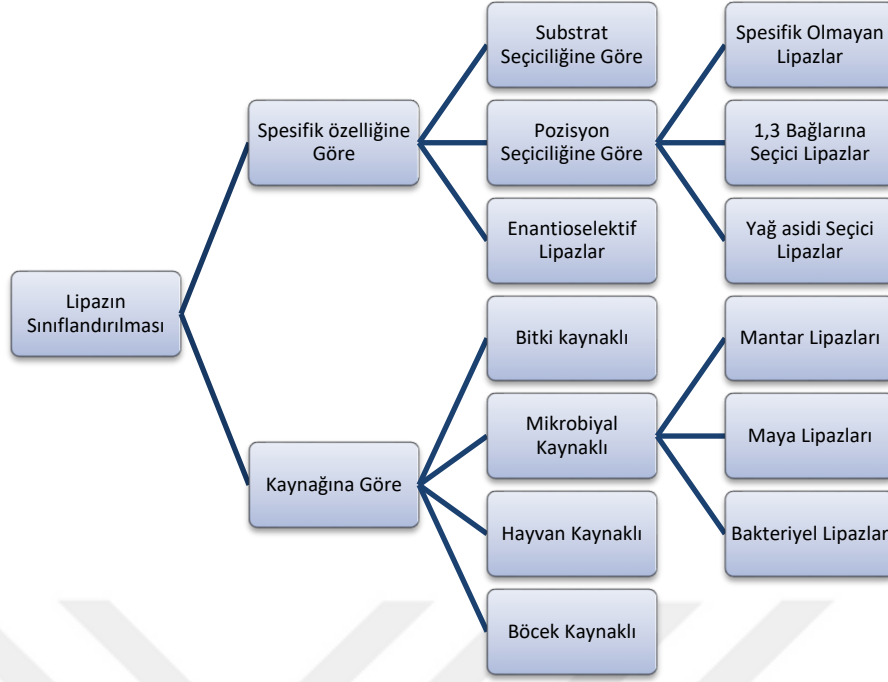 Lipazın
Sınıflandırılması
Spesifik özelliğine
Göre
Substrat
Seçiciliğine Göre
Pozisyon
Seçiciliğine Göre
Spesifik Olmayan
Lipazlar
1,3 Bağlarına
Seçici Lipazlar
Yağ asidi Seçici
Lipazlar
Enantioselektif
Lipazlar
Kaynağına Göre
Bitki kaynaklı
Mikrobiyal
Kaynaklı
Mantar Lipazları
Maya Lipazları
Bakteriyel Lipazlar
Hayvan Kaynaklı
Böcek Kaynaklı